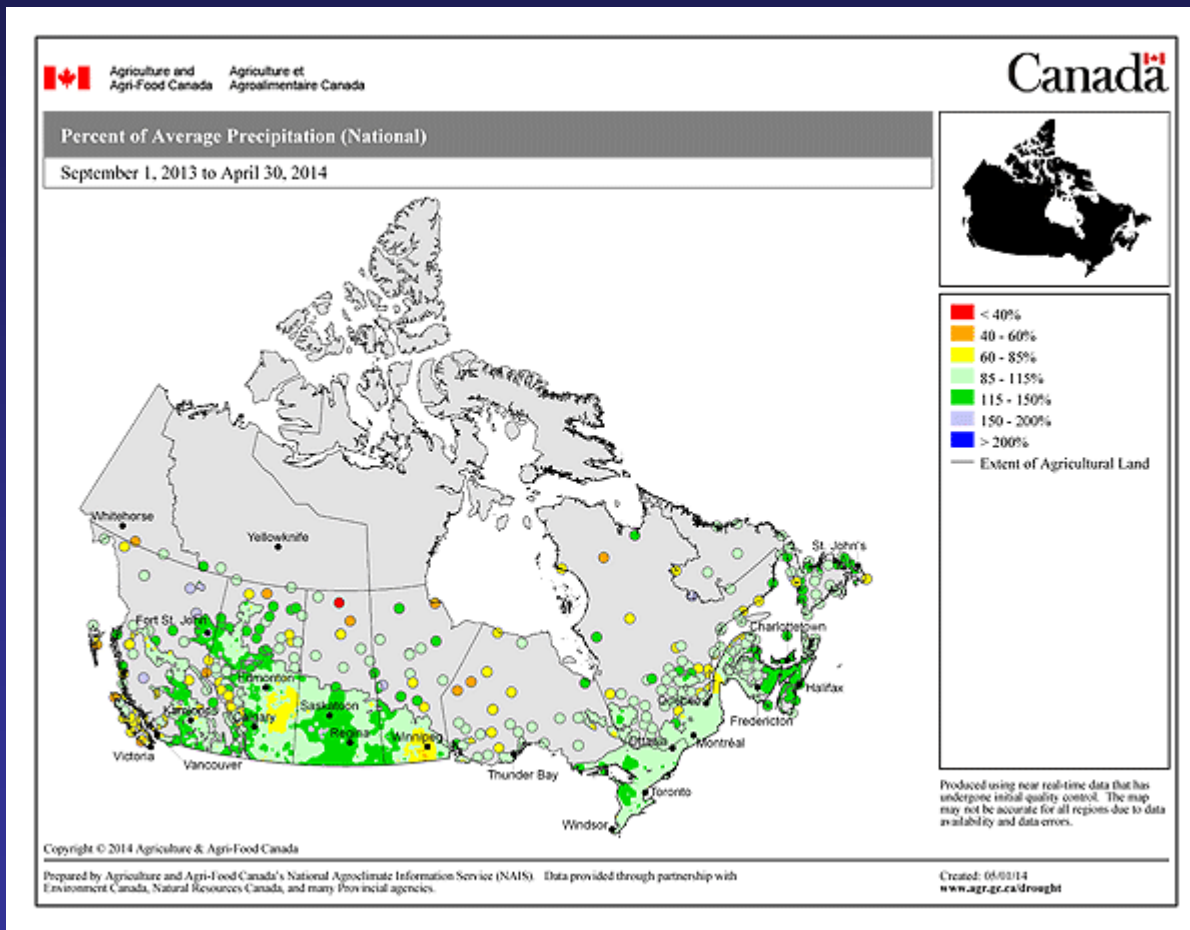 Agriculture and
Agri-Food Canada
Agriculture et
Agroalimentaire Canada
Canada
Percent of Average Precipitation (National)
September 1, 2013 to April 30, 2014
< 40%
40 - 60%
60 - 85%
85 - 115%
115 - 150%
150 - 200%
> 200%
Extent of Agricultural Land
Whitehorse
Yellowknife
St. John's
Fort St. John
Charlottetown
Edmonton
Halifax
Saskatoon
Kamloops
Calgary
Fredericton
Regina
Winnipeg
Ottawa
Montréal
Victoria
Vancouver
Thunder Bay
Toronto
Windsor
Produced using near real-time data that has
undergone initial quality control. The map
may not be accurate for all regions due to data
availability and data errors.
Copyright © 2014 Agriculture & Agri-Food Canada
Prepared by Agriculture and Agri-Food Canada's National Agroclimate Information Service (NAIS). Data provided through partnership with
Environment Canada, Natural Resources Canada, and many Provincial agencies.
Created: 05/01/14
www.agr.gc.ca/drought